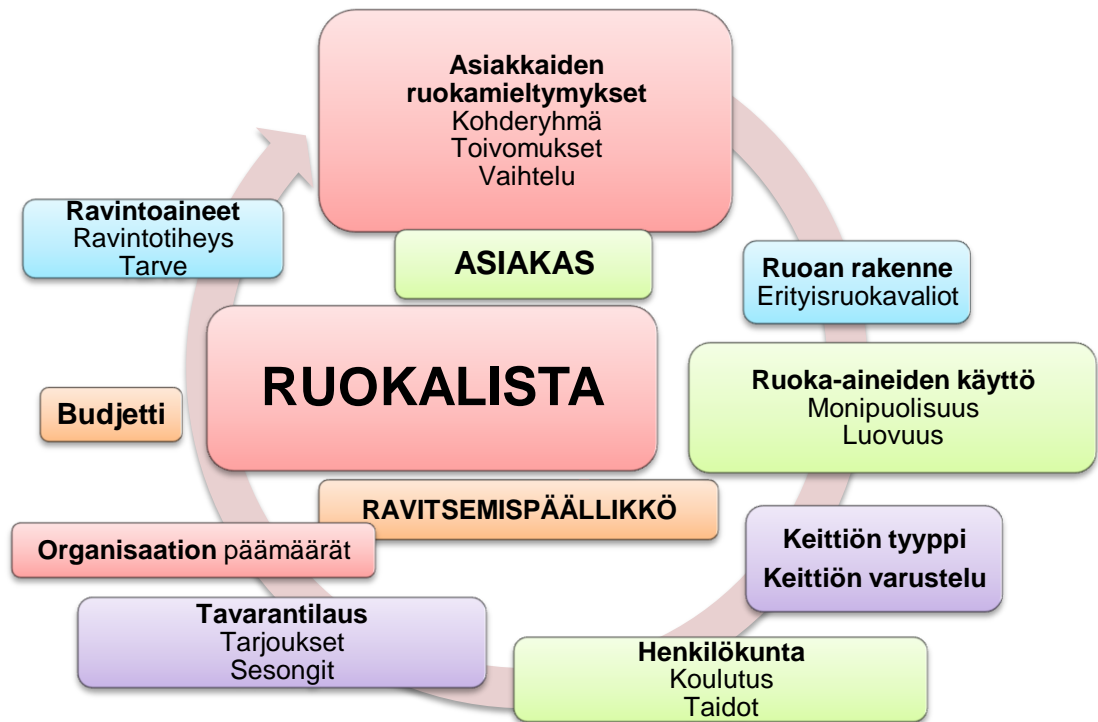 Asiakkaiden
ruokamieltymykset
Kohderyhmä
Toivomukset
Vaihtelu
Ravintoaineet
Ravintotiheys
Tarve
ASIAKAS
Ruoan rakenne
Erityisruokavaliot
RUOKALISTA
Ruoka-aineiden käyttö
Monipuolisuus
Luovuus
Budjetti
RAVITSEMISPÄÄLLIKKÖ
Organisaation päämäärät
Keittiön tyyppi
Keittiön varustelu
Tavarantilaus
Tarjoukset
Sesongit
Henkilökunta
Koulutus
Taidot